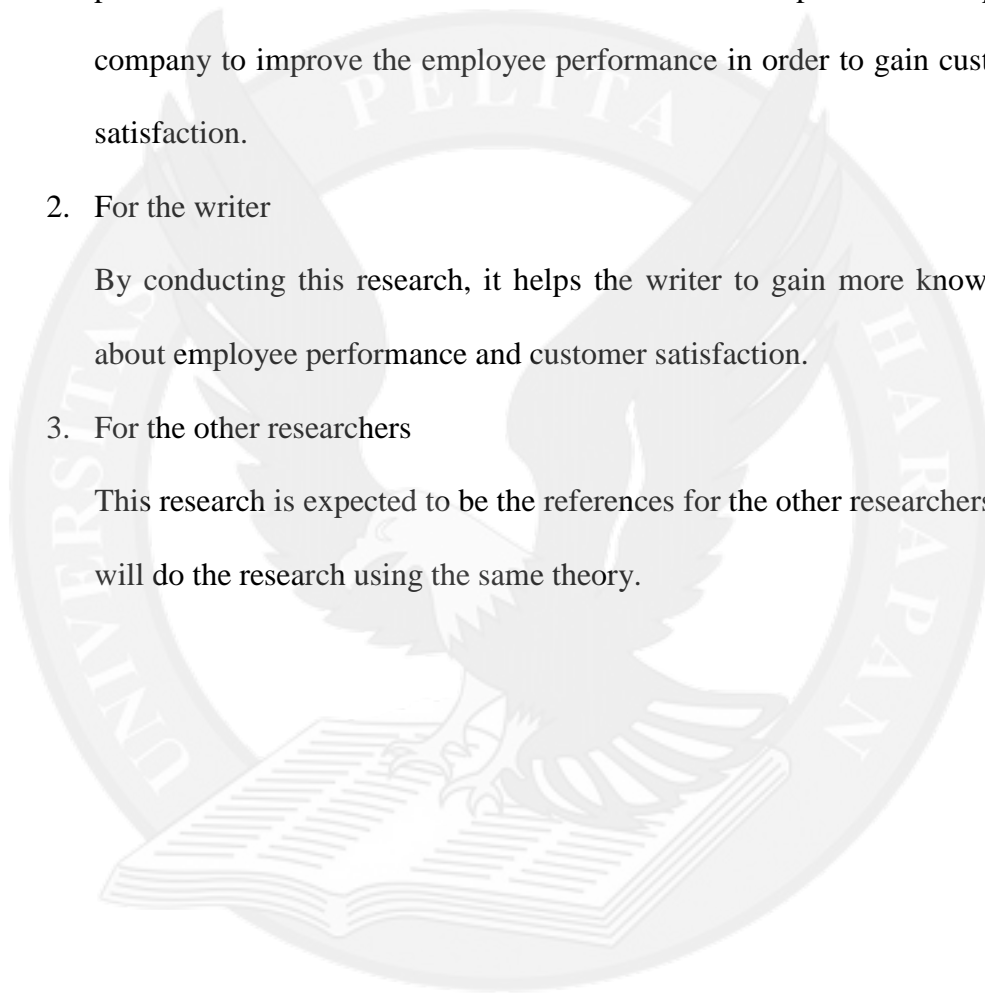 company to improve the employee performance in order to gain cust
satisfaction.
2. For the writer
By conducting this research, it helps the writer to gain more know
about employee performance and customer satisfaction.
3. For the other researchers
This research is expected to be the references for the other researchers
will do the research using the same theory.
UNIVERSITAS PELITA HARAPAN